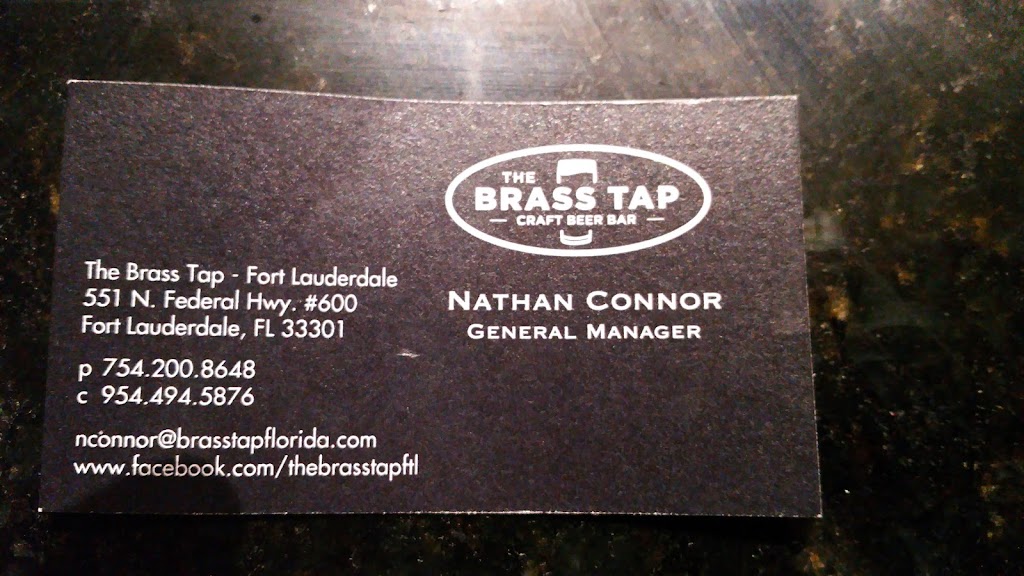 THE
BRASS TAP
CRAFT BEER BAR
NATHAN CONNOR
GENERAL MANAGER
The Brass Tap - Fort Lauderdale
551 N. Federal Hwy. #600
Fort Lauderdale, FL 33301
p 754.200.8648
c 954.494.5876
nconnor@brasstapflorida.com
www.facebook.com/thebrasstapftl